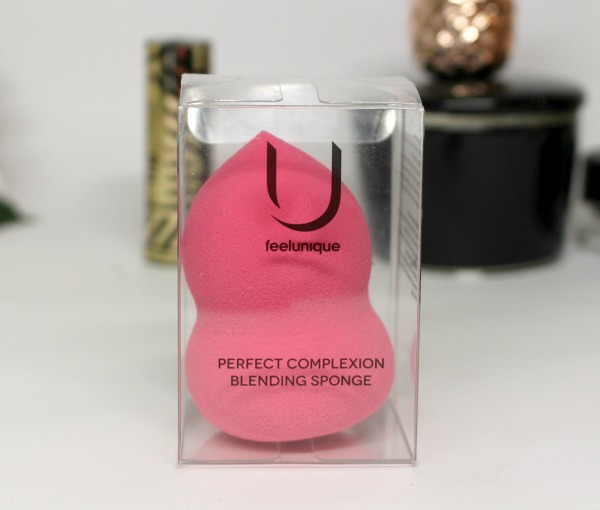 U
feelunique
PERFECT COMPLEXION
BLENDING SPONGE